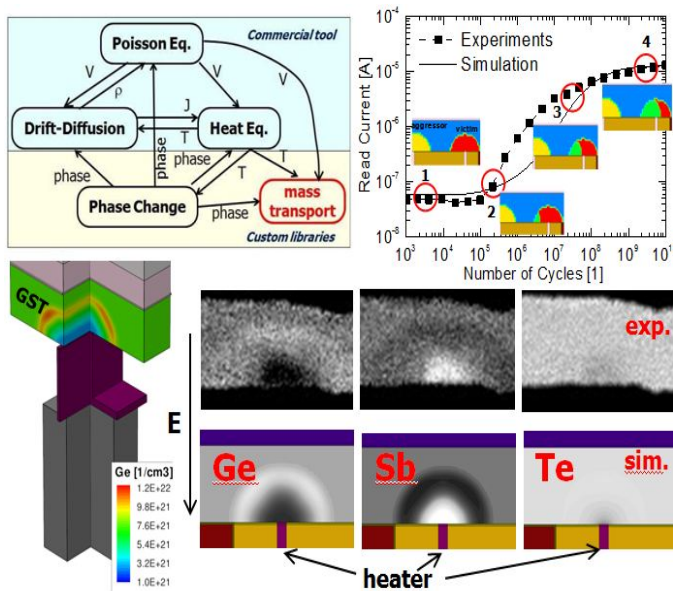 Commercial tool
Poisson Eq.
V
ρ
V
V
Drift-Diffusion
J
T
Heat Eq.
phase
phase
phase
T
T
Phase Change
phase
mass
transport
Custom libraries
Read Current [A]
10-4
10-5
10-6
10-7
10-8
Experiments
Simulation
aggressor
victim
1
2
3
4
103 104 105 106 107 108 109 1010
Number of Cycles [1]
GST
E
Ge [1/cm3]
1.2E+22
9.8E+21
7.6E+21
5.4E+21
3.2E+21
1.0E+21
exp.
Ge
Sb
Te
sim.
heater